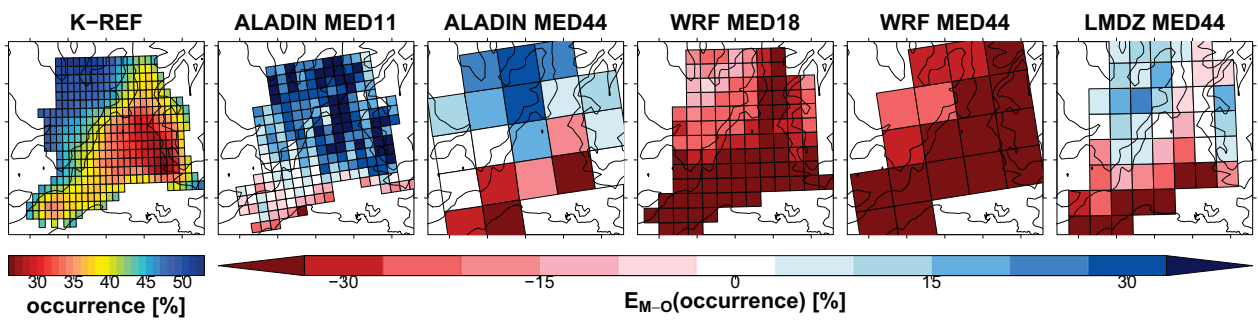 K−REF ALADIN MED11 ALADIN MED44 WRF MED18 WRF MED44 LMDZ MED44
30 35 40 45 50 −30 −15 0 15 30
occurrence [%] E_M−O(occurrence) [%]